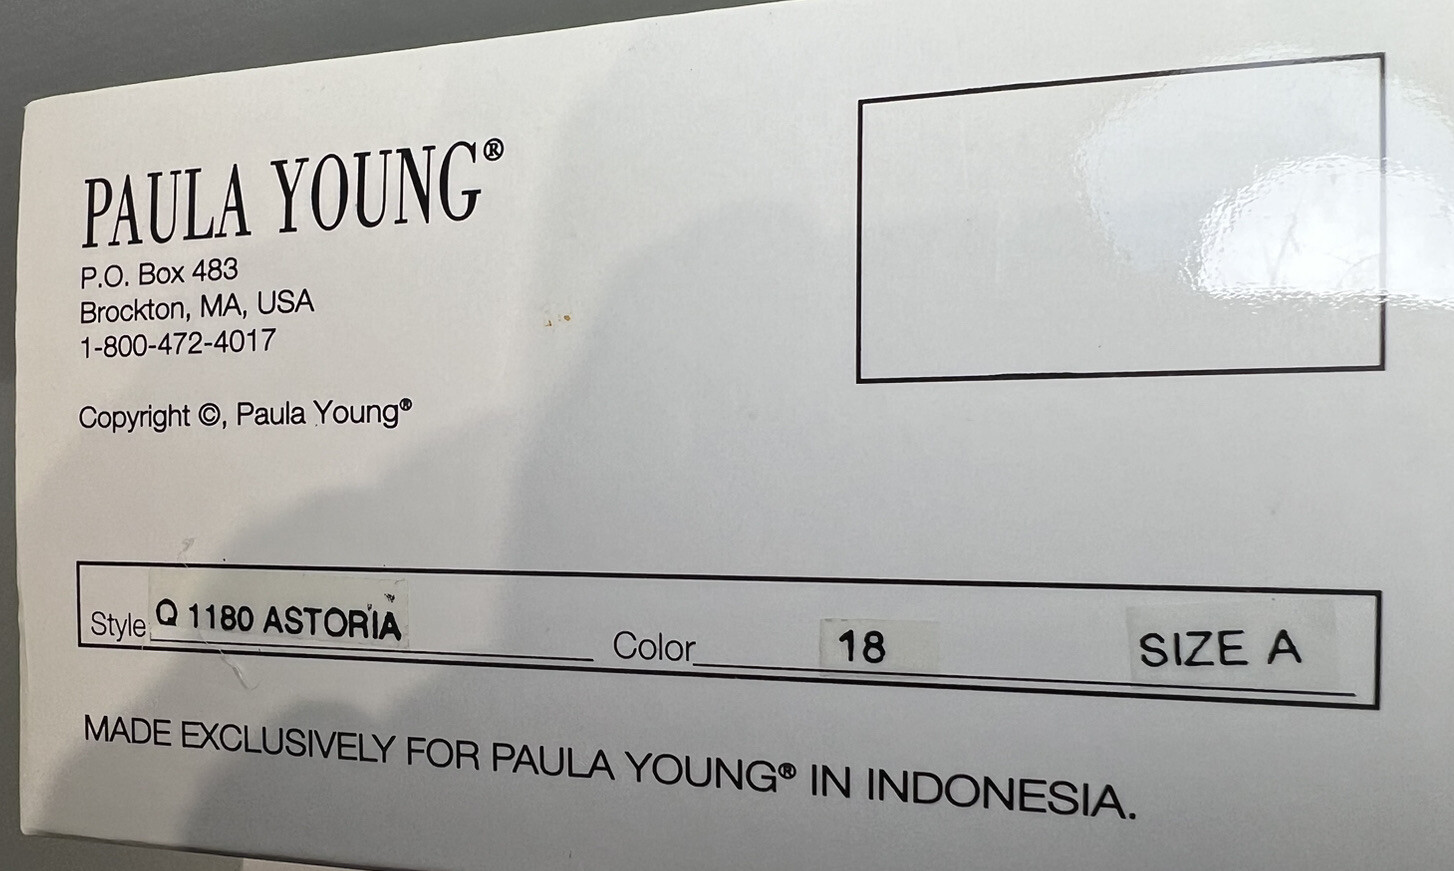 PAULA YOUNG®
P.O. Box 483
Brockton, MA, USA
1-800-472-4017
Copyright ©, Paula Young®
Style Q 1180 ASTORIA Color 18 SIZE A
MADE EXCLUSIVELY FOR PAULA YOUNG® IN INDONESIA.